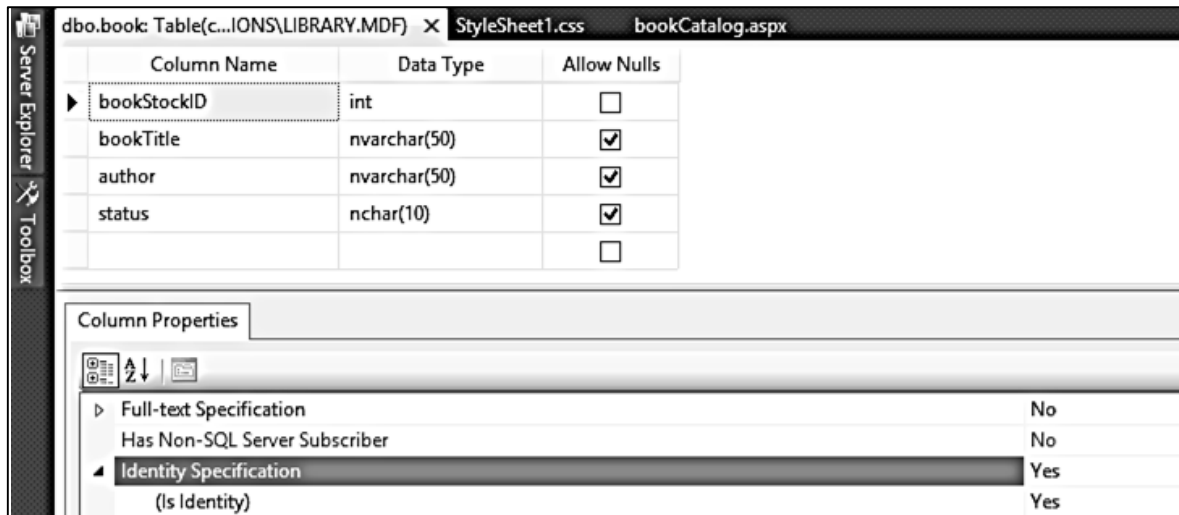 dbo.book: Table(c...IONS\LIBRARY.MDF) X StyleSheet1.css bookCatalog.aspx
Server Explorer
Toolbox
Column Name Data Type Allow Nulls
bookStockID int
bookTitle nvarchar(50)
author nvarchar(50)
status nchar(10)
Column Properties
Full-text Specification No
Has Non-SQL Server Subscriber No
Identity Specification Yes
(Is Identity) Yes